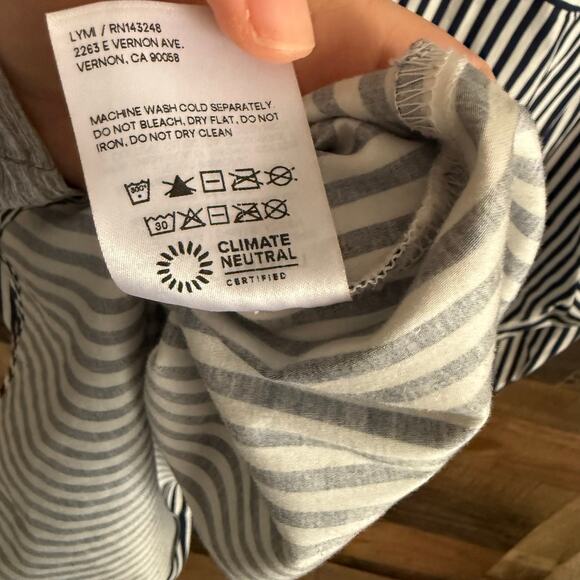 LYMI / RN143248
2263 E VERNON AVE.
VERNON, CA 90058
MACHINE WASH COLD SEPARATELY.
DO NOT BLEACH, DRY FLAT, DO NOT
IRON, DO NOT DRY CLEAN
30
CLIMATE
NEUTRAL
CERTIFIED